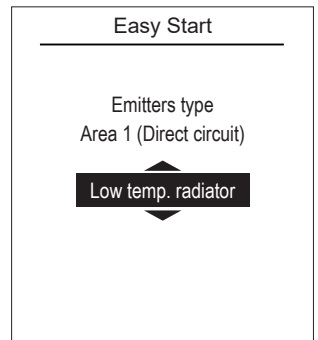 Easy Start
Emitters type
Area 1 (Direct circuit)
Low temp. radiator